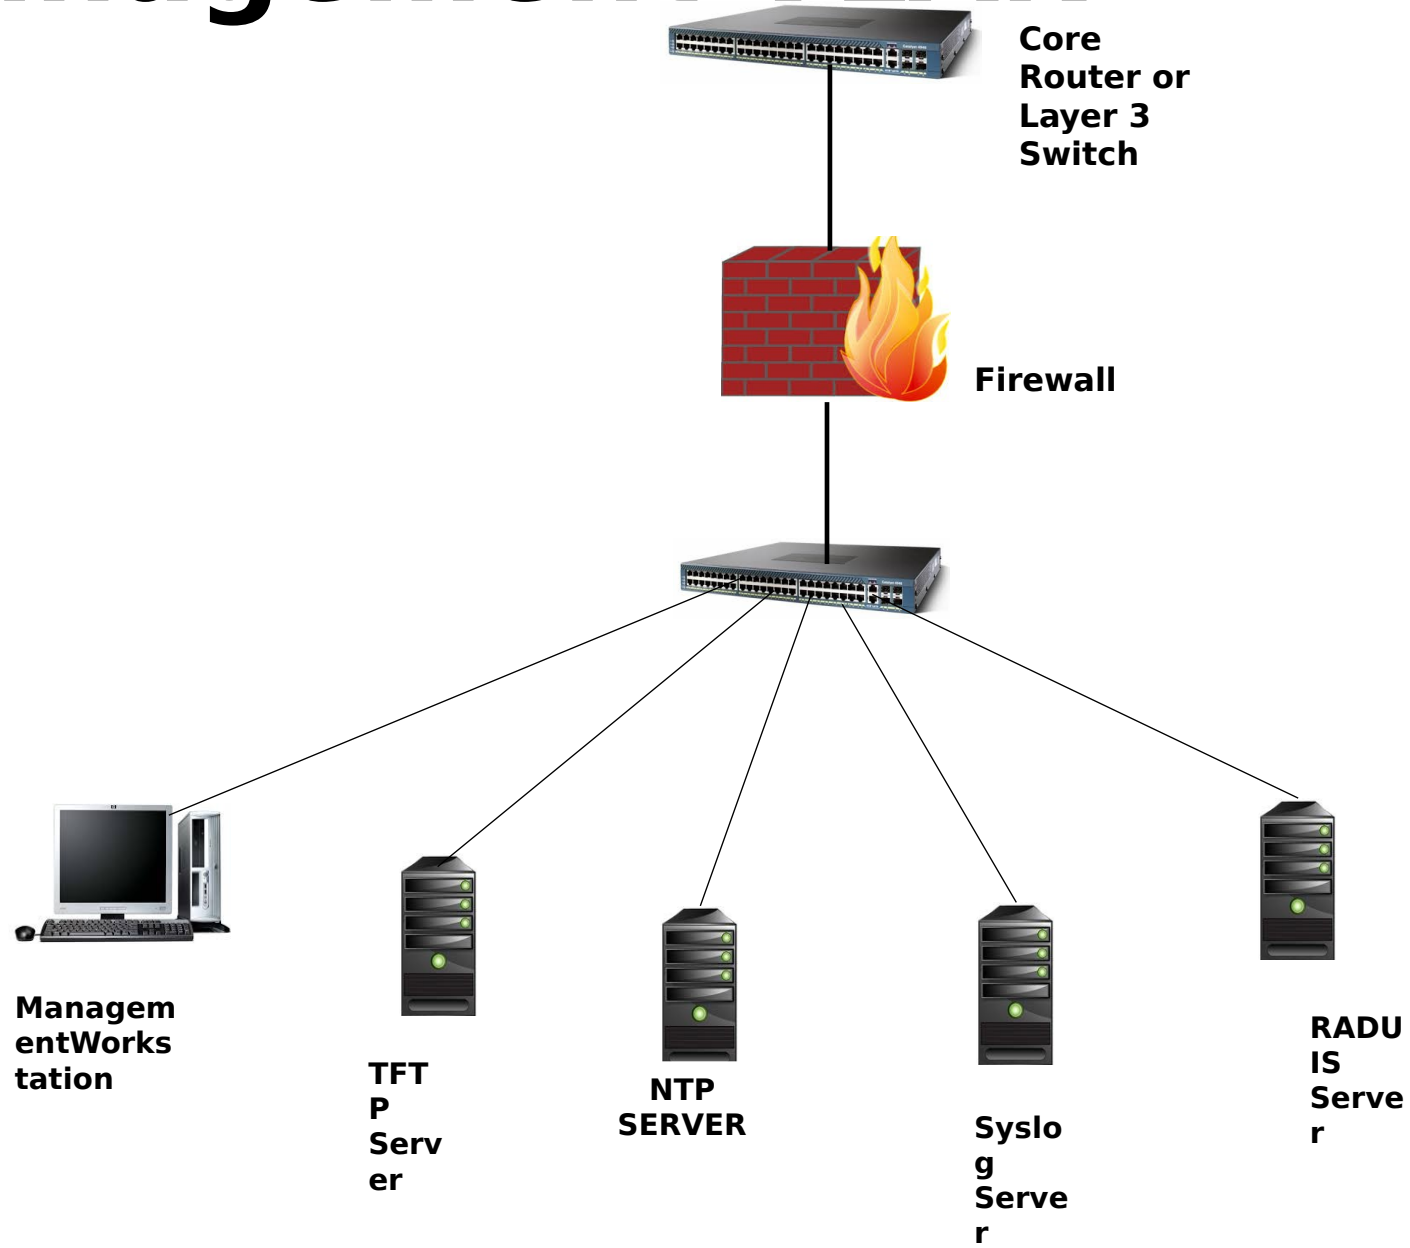 Core
Router or
Layer 3
Switch
Firewall
Managem
entWorks
tation
TFT
P
Serv
er
NTP
SERVER
Syslo
g
Serve
r
RADU
IS
Serve
r